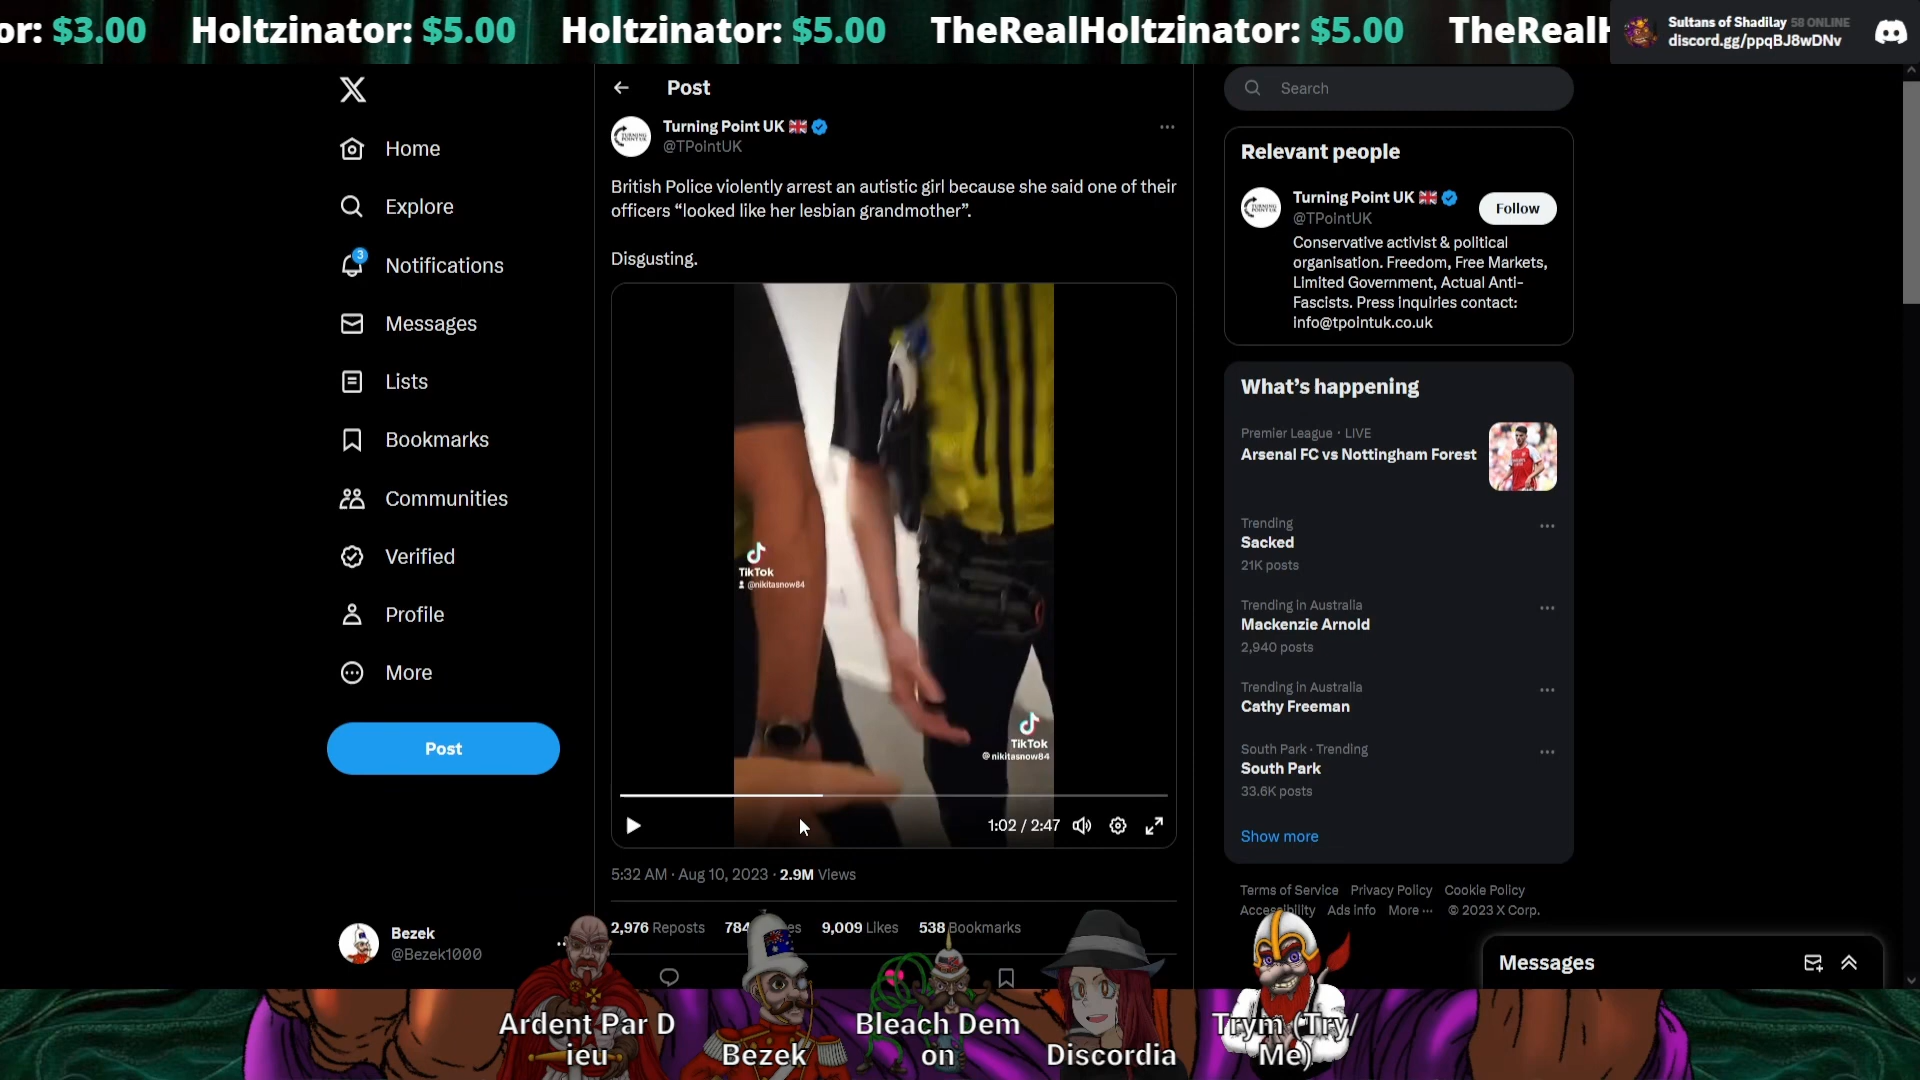 or: $3.00 Holtzinator: $5.00 Holtzinator: $5.00 TheRealHoltzinator: $5.00 TheRealH
Sultans of Shadilay 58 ONLINE
discord.gg/ppqBJ8wDNv
Home
Explore
3
Notifications
Messages
Lists
Bookmarks
Communities
Verified
Profile
More
Post
Bezek
@Bezek1000
Post
Turning Point UK
@TPointUK
British Police violently arrest an autistic girl because she said one of their
officers “looked like her lesbian grandmother”.
Disgusting.
TikTok
@nikitasnow84
TikTok
@nikitasnow84
1:02 / 2:47
5:32 AM · Aug 10, 2023 · 2.9M Views
2,976 Reposts 784 es 9,009 Likes 538 Bookmarks
Search
Relevant people
Turning Point UK
@TPointUK
Follow
Conservative activist & political
organisation. Freedom, Free Markets,
Limited Government, Actual Anti-
Fascists. Press inquiries contact:
info@tpointuk.co.uk
What’s happening
Premier League · LIVE
Arsenal FC vs Nottingham Forest
Trending
Sacked
21K posts
Trending in Australia
Mackenzie Arnold
2,940 posts
Trending in Australia
Cathy Freeman
South Park · Trending
South Park
33.6K posts
Show more
Terms of Service Privacy Policy Cookie Policy
Accessibility Ads info More ··· © 2023 X Corp.
Messages
Ardent Par D
ieu
Bezek
Bleach Dem
on
Discordia
Trym (Try/
Me)